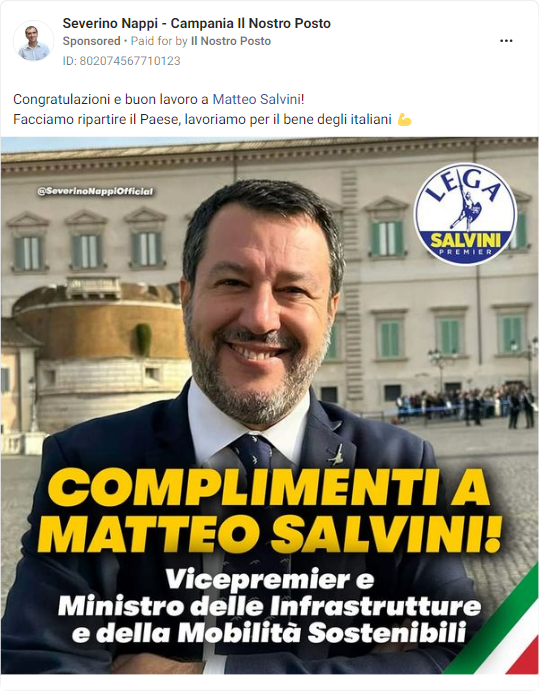 Severino Nappi - Campania Il Nostro Posto
Sponsored • Paid for by Il Nostro Posto
ID: 802074567710123
Congratulazioni e buon lavoro a Matteo Salvini!
Facciamo ripartire il Paese, lavoriamo per il bene degli italiani 💪
@SeverinoNappiOfficial
LEGA
SALVINI
PREMIER
COMPLIMENTI A
MATTEO SALVINI!
Vicepremier e
Ministro delle Infrastrutture
e della Mobilità Sostenibili